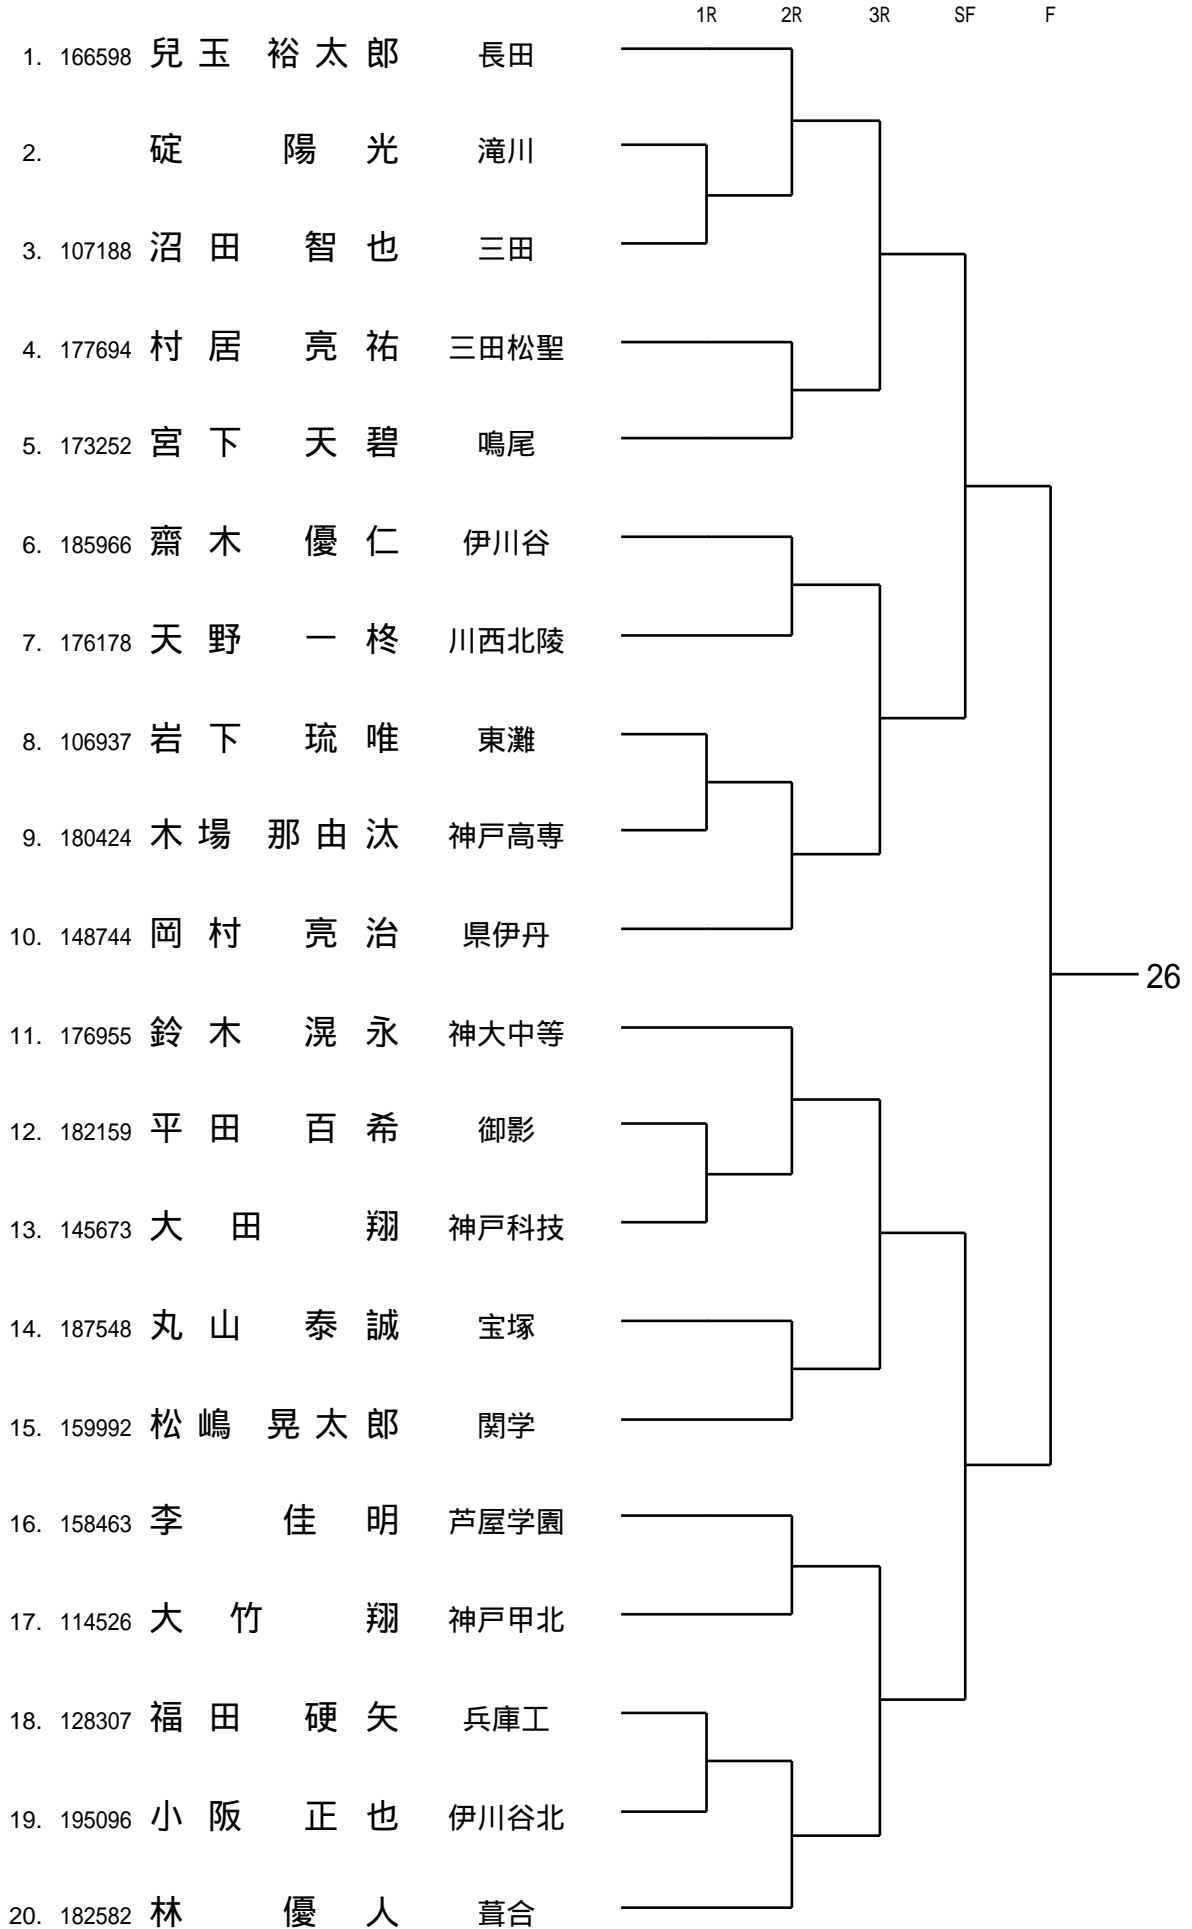 1R 2R 3R SF F
1. 166598 兒玉 裕太郎 長田
2. 碇 陽光 滝川
3. 107188 沼田 智也 三田
4. 177694 村居 亮祐 三田松聖
5. 173252 宮下 天碧 鳴尾
6. 185966 齋木 優仁 伊川谷
7. 176178 天野 一柊 川西北陵
8. 106937 岩下 琉唯 東灘
9. 180424 木場 那由汰 神戸高専
10. 148744 岡村 亮治 県伊丹
26
11. 176955 鈴木 滉永 神大中等
12. 182159 平田 百希 御影
13. 145673 大田 翔 神戸科技
14. 187548 丸山 泰誠 宝塚
15. 159992 松嶋 晃太郎 関学
16. 158463 李 佳明 芦屋学園
17. 114526 大竹 翔 神戸甲北
18. 128307 福田 硬矢 兵庫工
19. 195096 小阪 正也 伊川谷北
20. 182582 林 優人 葺合